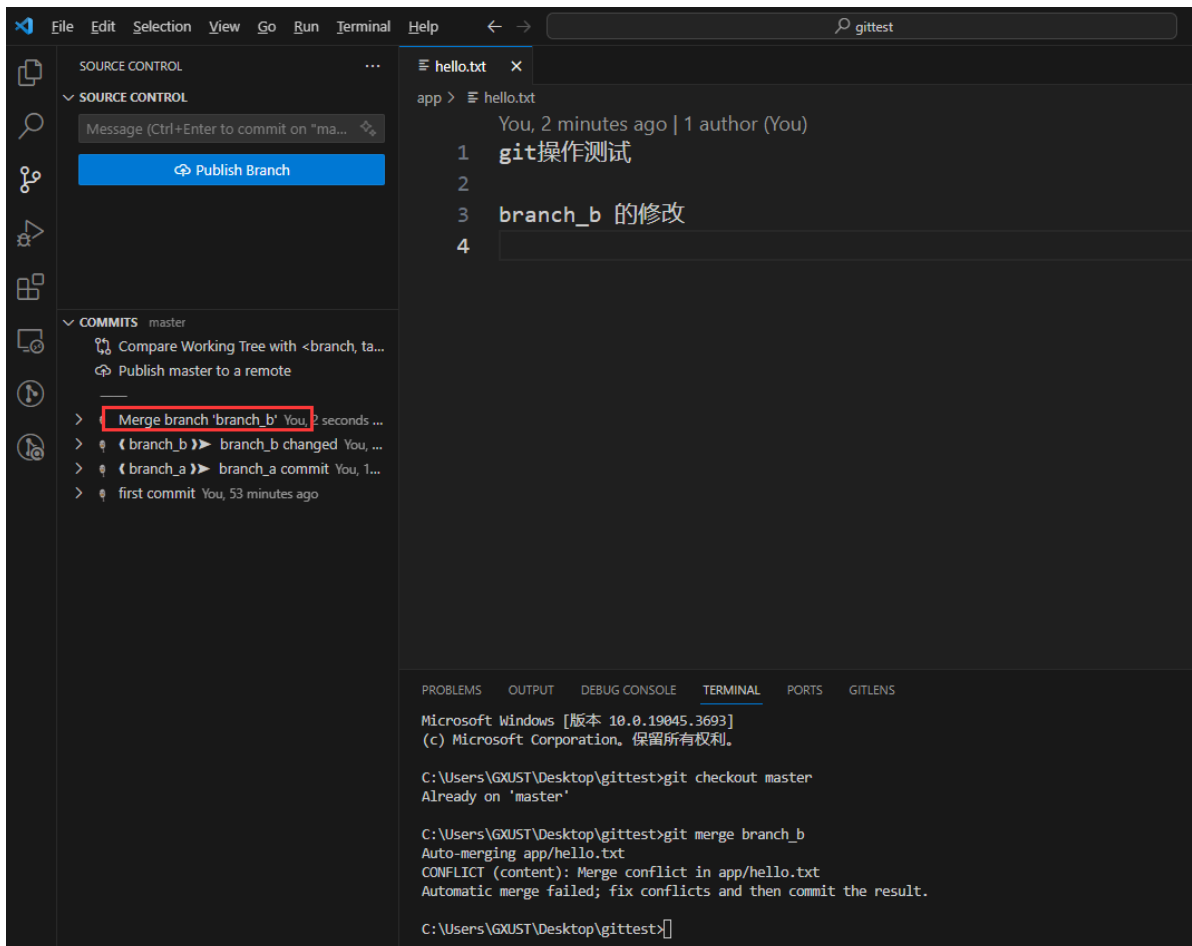 File Edit Selection View Go Run Terminal Help
gittest
SOURCE CONTROL
SOURCE CONTROL
Message (Ctrl+Enter to commit on "ma...
Publish Branch
COMMITS master
Compare Working Tree with <branch, ta...
Publish master to a remote
Merge branch 'branch_b' You, 2 seconds ...
branch_b branch_b changed You, ...
branch_a branch_a commit You, 1...
first commit You, 53 minutes ago
hello.txt
app > hello.txt
You, 2 minutes ago | 1 author (You)
1 git操作测试
2
3 branch_b 的修改
4
PROBLEMS OUTPUT DEBUG CONSOLE TERMINAL PORTS GITLENS
Microsoft Windows [版本 10.0.19045.3693]
(c) Microsoft Corporation。保留所有权利。
C:\Users\GXUST\Desktop\gittest>git checkout master
Already on 'master'
C:\Users\GXUST\Desktop\gittest>git merge branch_b
Auto-merging app/hello.txt
CONFLICT (content): Merge conflict in app/hello.txt
Automatic merge failed; fix conflicts and then commit the result.
C:\Users\GXUST\Desktop\gittest>